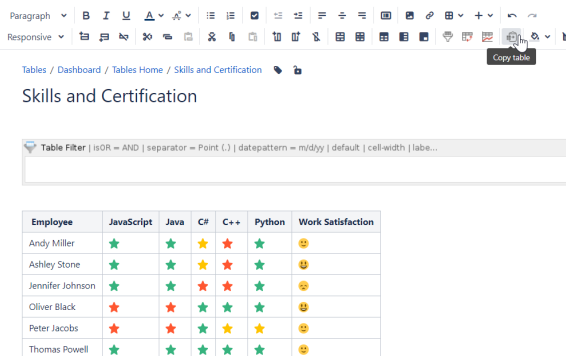 Paragraph B I U A
Responsive
Copy table
Tables / Dashboard / Tables Home / Skills and Certification
Skills and Certification
Table Filter | isOR = AND | separator = Point (.) | datepattern = m/d/yy | default | cell-width | labe...
Employee JavaScript Java C# C++ Python Work Satisfaction
Andy Miller
Ashley Stone
Jennifer Johnson
Oliver Black
Peter Jacobs
Thomas Powell